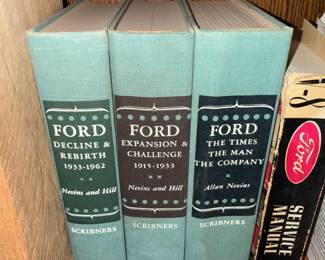 FORD
DECLINE &
REBIRTH
1933-1962
Nevins and Hill
SCRIBNERS
FORD
EXPANSION &
CHALLENGE
1915-1933
Nevins and Hill
SCRIBNERS
FORD
THE TIMES
THE MAN
THE COMPANY
Allan Nevins
SCRIBNERS
V-8
Ford
SERVICE
MANUAL